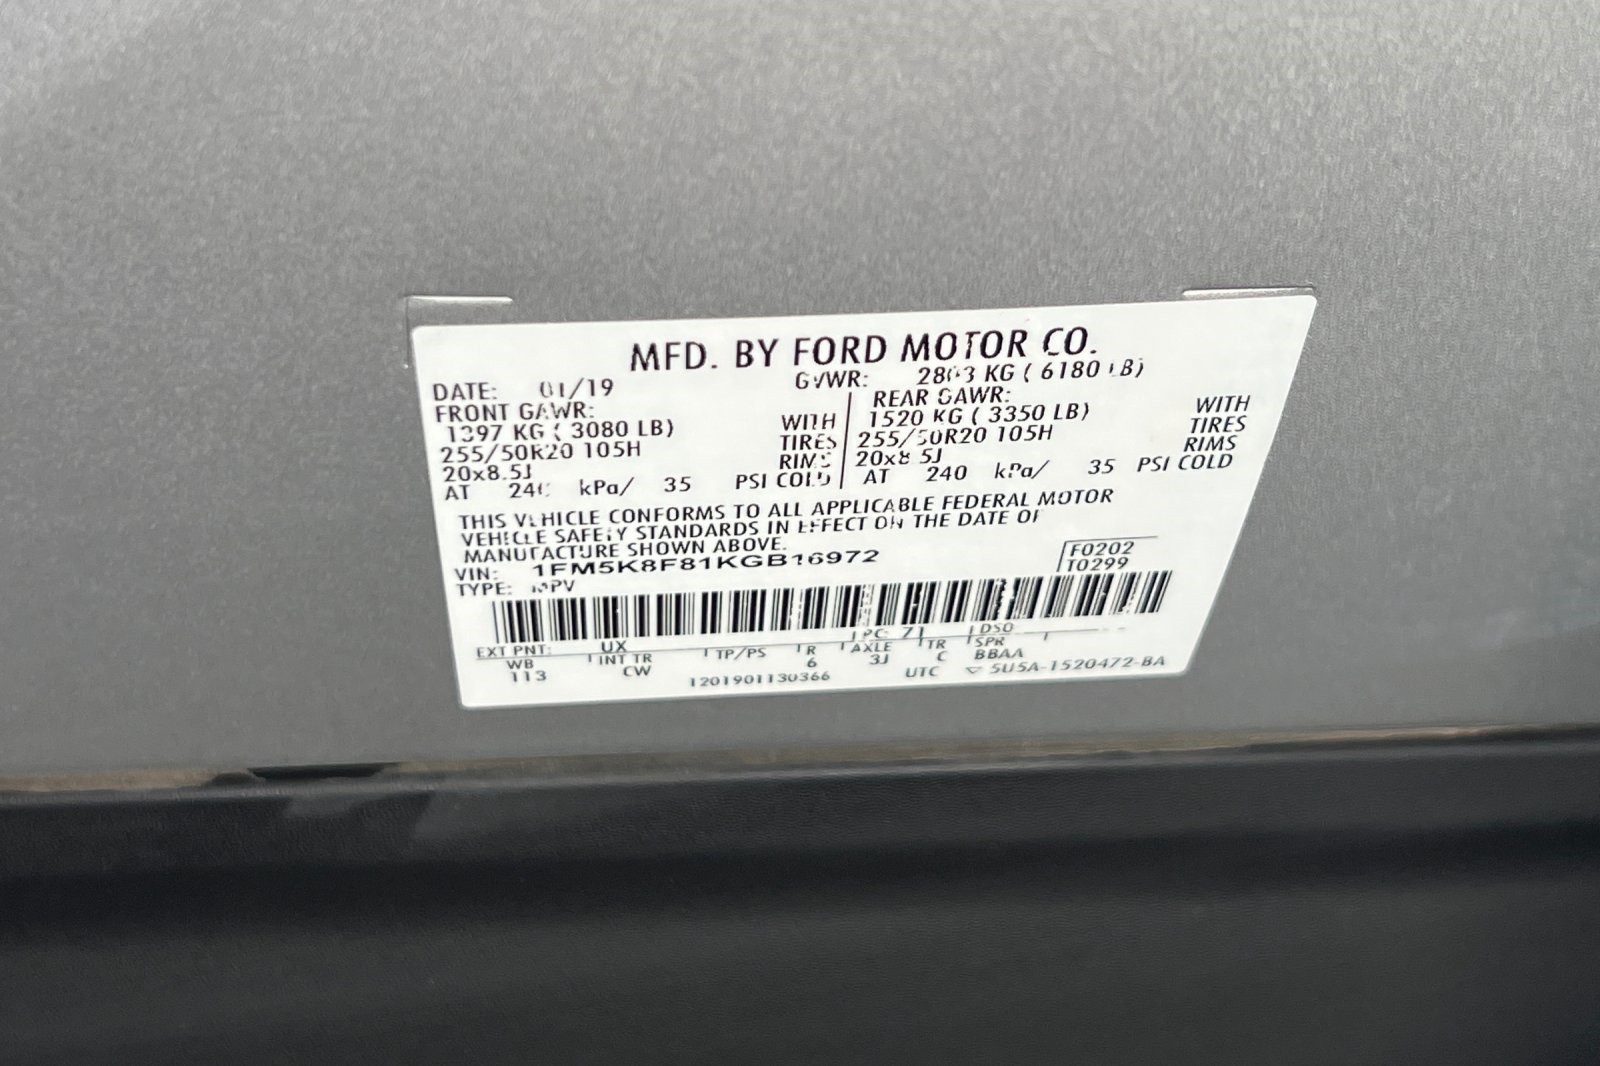 MFD. BY FORD MOTOR CO.
DATE: 01/19 GVWR: 2803 KG ( 6180 LB)
FRONT GAWR: REAR GAWR:
1397 KG ( 3080 LB) WITH 1520 KG ( 3350 LB) WITH
255/50R20 105H TIRES 255/50R20 105H TIRES
20x8.5J RIMS 20x8.5J RIMS
AT 240 kPa/ 35 PSI COLD AT 240 kPa/ 35 PSI COLD
THIS VEHICLE CONFORMS TO ALL APPLICABLE FEDERAL MOTOR
VEHICLE SAFETY STANDARDS IN EFFECT ON THE DATE OF
MANUFACTURE SHOWN ABOVE.
VIN: 1FM5K8F81KGB16972 F0202
TYPE: MPV T0299
EXT PNT: UX RC: 71 DSO
WB INT TR TP/PS R AXLE TR SPR
113 CW 6 3J C BBAA
1201901130366 UTC 5U5A-1520472-BA